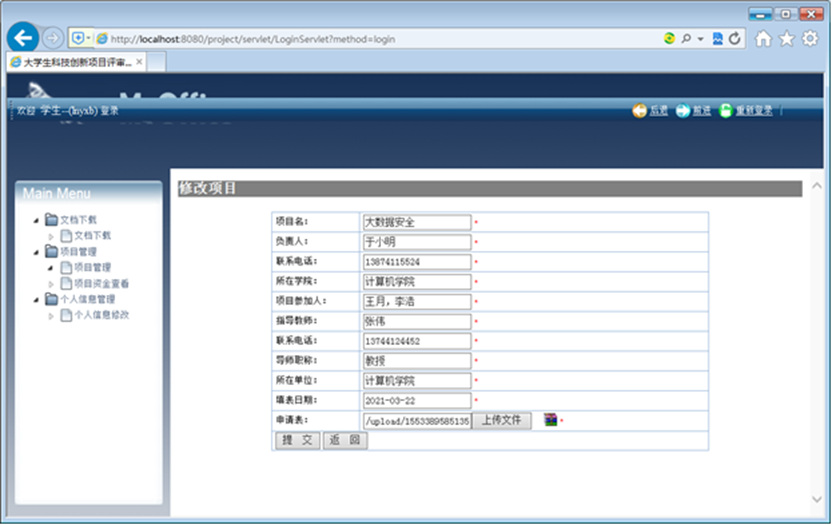 http://localhost:8080/project/servlet/LoginServlet?method=login
大学生科技创新项目评审...
欢迎 学生--(lnyxb) 登录
后退 前进 重新登录
Main Menu
文档下载
文档下载
项目管理
项目管理
项目资金查看
个人信息管理
个人信息修改
修改项目
项目名: 大数据安全 *
负责人: 于小明 *
联系电话: 13874115524 *
所在学院: 计算机学院 *
项目参加人: 王月，李浩 *
指导教师: 张伟 *
联系电话: 13744124452 *
导师职称: 教授 *
所在单位: 计算机学院 *
填表日期: 2021-03-22 *
申请表: /upload/1553389585135 上传文件 *
提 交 返 回